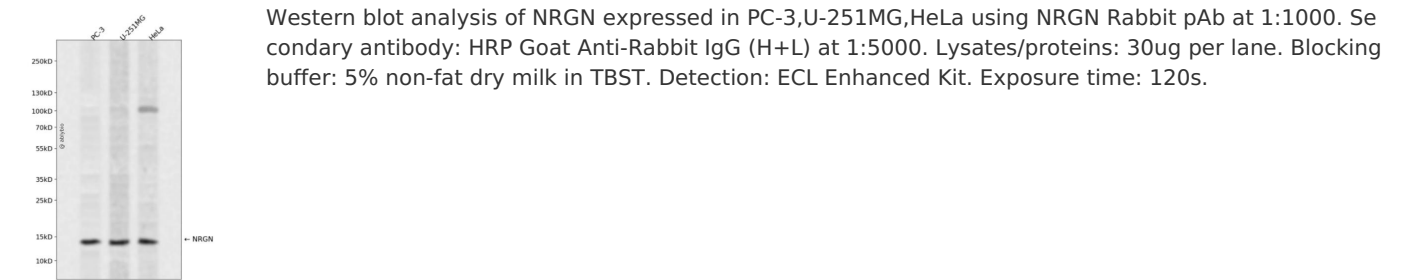 Western blot analysis of NRGN expressed in PC-3,U-251MG,HeLa using NRGN Rabbit pAb at 1:1000. Se
condary antibody: HRP Goat Anti-Rabbit IgG (H+L) at 1:5000. Lysates/proteins: 30ug per lane. Blocking
buffer: 5% non-fat dry milk in TBST. Detection: ECL Enhanced Kit. Exposure time: 120s.
PC-3 U-251MG HeLa
250kD
130kD
100kD
70kD
55kD
35kD
25kD
15kD
← NRGN
10kD